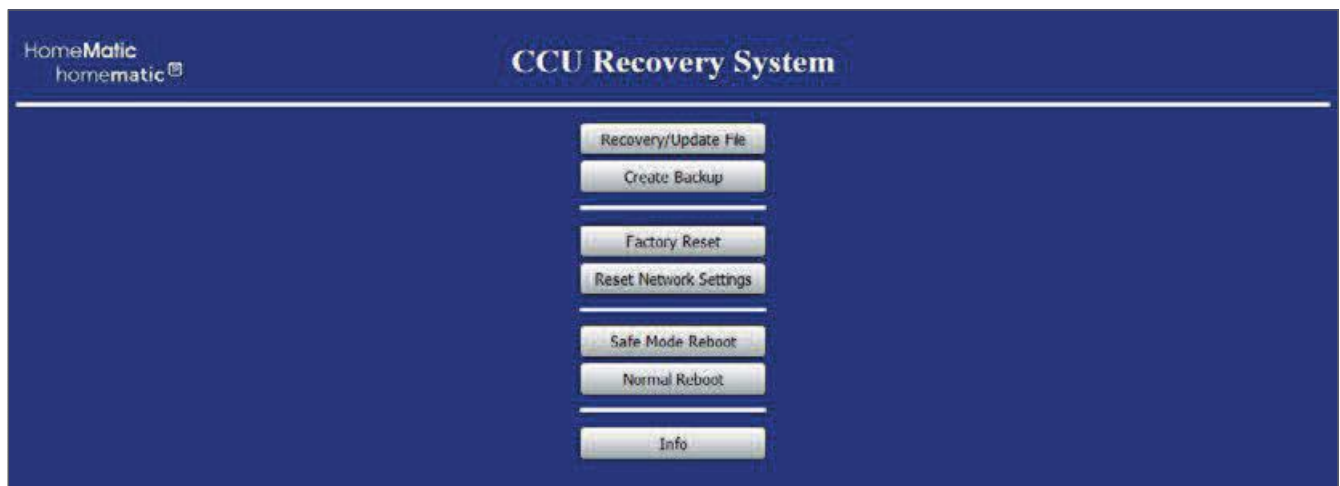 HomeMatic
homematic IP
CCU Recovery System
Recovery/Update File
Create Backup
Factory Reset
Reset Network Settings
Safe Mode Reboot
Normal Reboot
Info